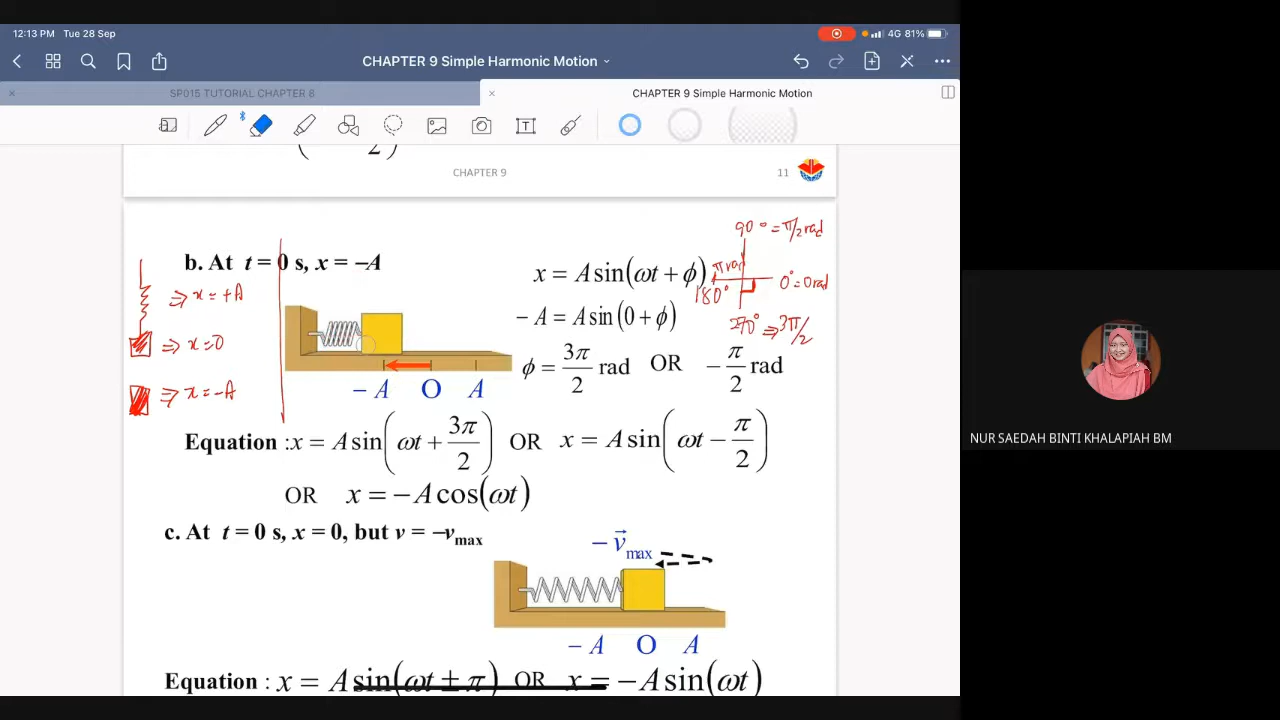 12:13 PM Tue 28 Sep
4G 81%
CHAPTER 9 Simple Harmonic Motion
SP015 TUTORIAL CHAPTER 8
CHAPTER 9 Simple Harmonic Motion
2
CHAPTER 9
11
90° = π/2 rad
b. At t = 0 s, x = −A
x = A sin(ωt + ϕ)
π rad
180°
0° = 0 rad
⇒ x = +A
− A = A sin(0 + ϕ)
270° ⇒ 3π/2
⇒ x = 0
ϕ = 3π/2 rad OR − π/2 rad
⇒ x = −A
− A O A
Equation : x = A sin(ωt + 3π/2) OR x = A sin(ωt − π/2)
OR x = −A cos(ωt)
c. At t = 0 s, x = 0, but v = −vmax
− v⃗max
− A O A
Equation : x = A sin(ωt ± π) OR x = −A sin(ωt)
NUR SAEDAH BINTI KHALAPIAH BM